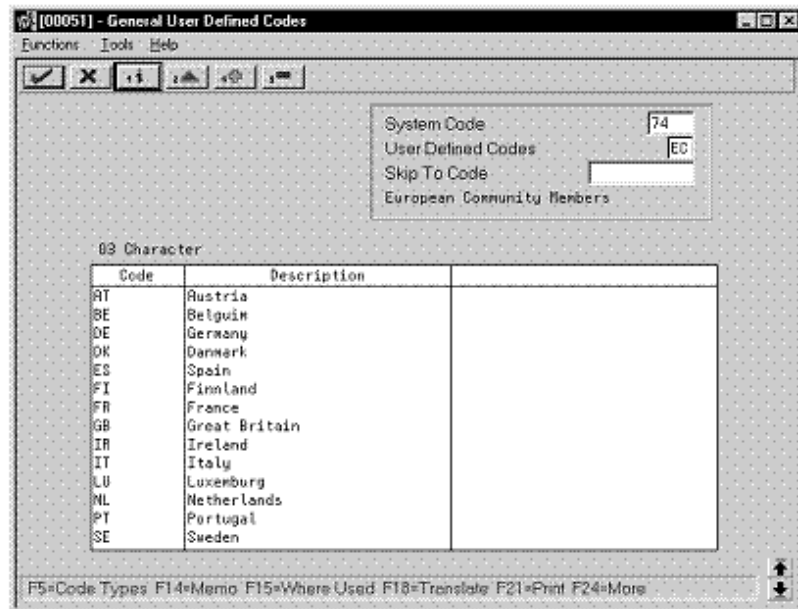 [00051] - General User Defined Codes
Functions Tools Help
System Code 74
User Defined Codes EC
Skip To Code
European Community Members
03 Character
Code Description
AT Austria
BE Belguim
DE Germany
DK Danmark
ES Spain
FI Finnland
FR France
GB Great Britain
IR Ireland
IT Italy
LU Luxemburg
NL Netherlands
PT Portugal
SE Sweden
F5=Code Types F14=Memo F15=Where Used F18=Translate F21=Print F24=More